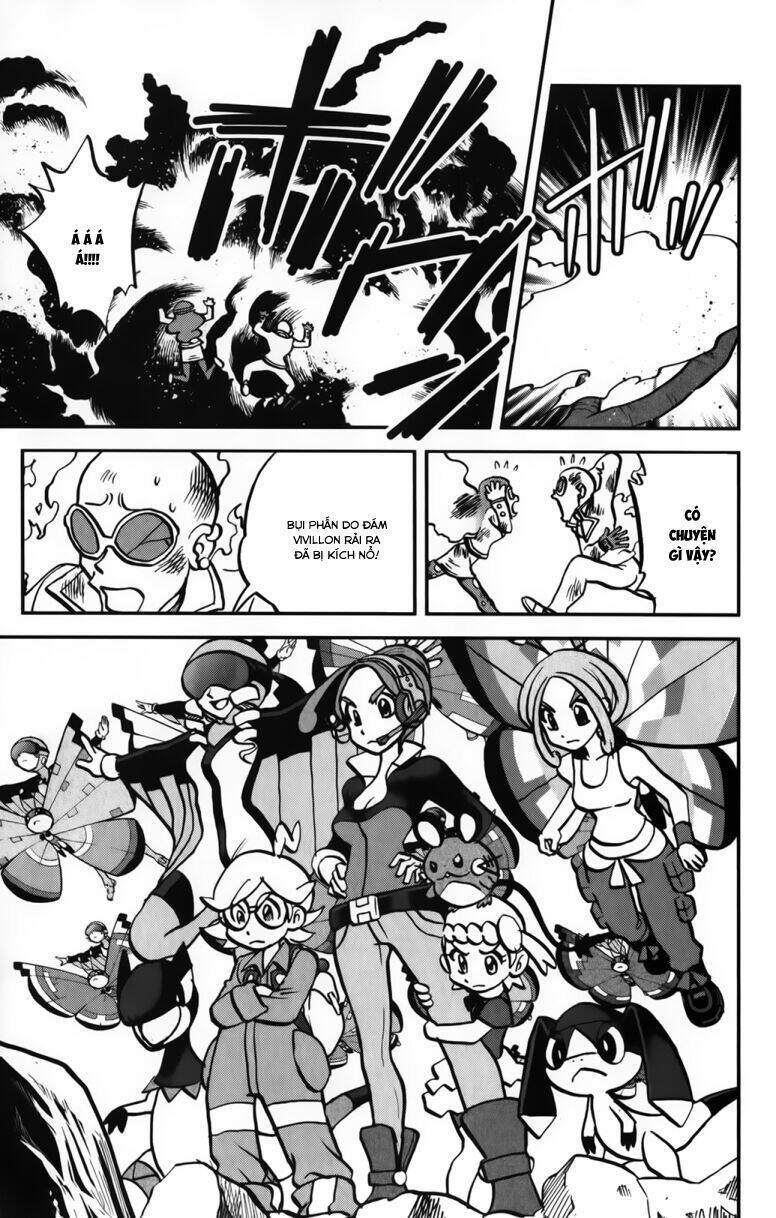 Á Á Á
Á!!!!
CÓ
CHUYỆN
GÌ VẬY?
BỤI PHẤN DO ĐÁM
VIVILLON RẢI RA
ĐÃ BỊ KÍCH NỔ!